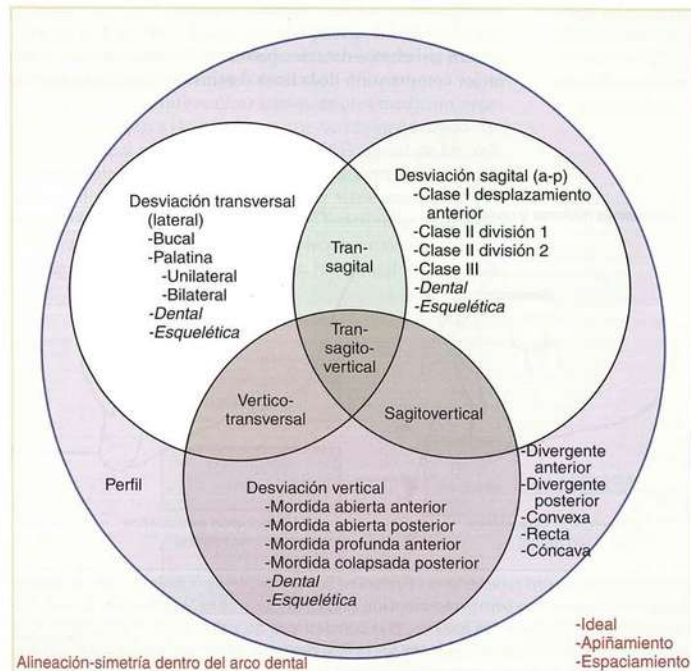 Desviación transversal
(lateral)
-Bucal
-Palatina
-Unilateral
-Bilateral
-Dental
-Esquelética
Tran-
sagital
Desviación sagital (a-p)
-Clase I desplazamiento
anterior
-Clase II división 1
-Clase II división 2
-Clase III
-Dental
-Esquelética
Tran-
sagito-
vertical
Vertico-
transversal
Sagitovertical
Perfil
-Divergente
anterior
-Divergente
posterior
-Convexa
-Recta
-Cóncava
Desviación vertical
-Mordida abierta anterior
-Mordida abierta posterior
-Mordida profunda anterior
-Mordida colapsada posterior
-Dental
-Esquelética
Alineación-simetría dentro del arco dental
-Ideal
-Apiñamiento
-Espaciamiento